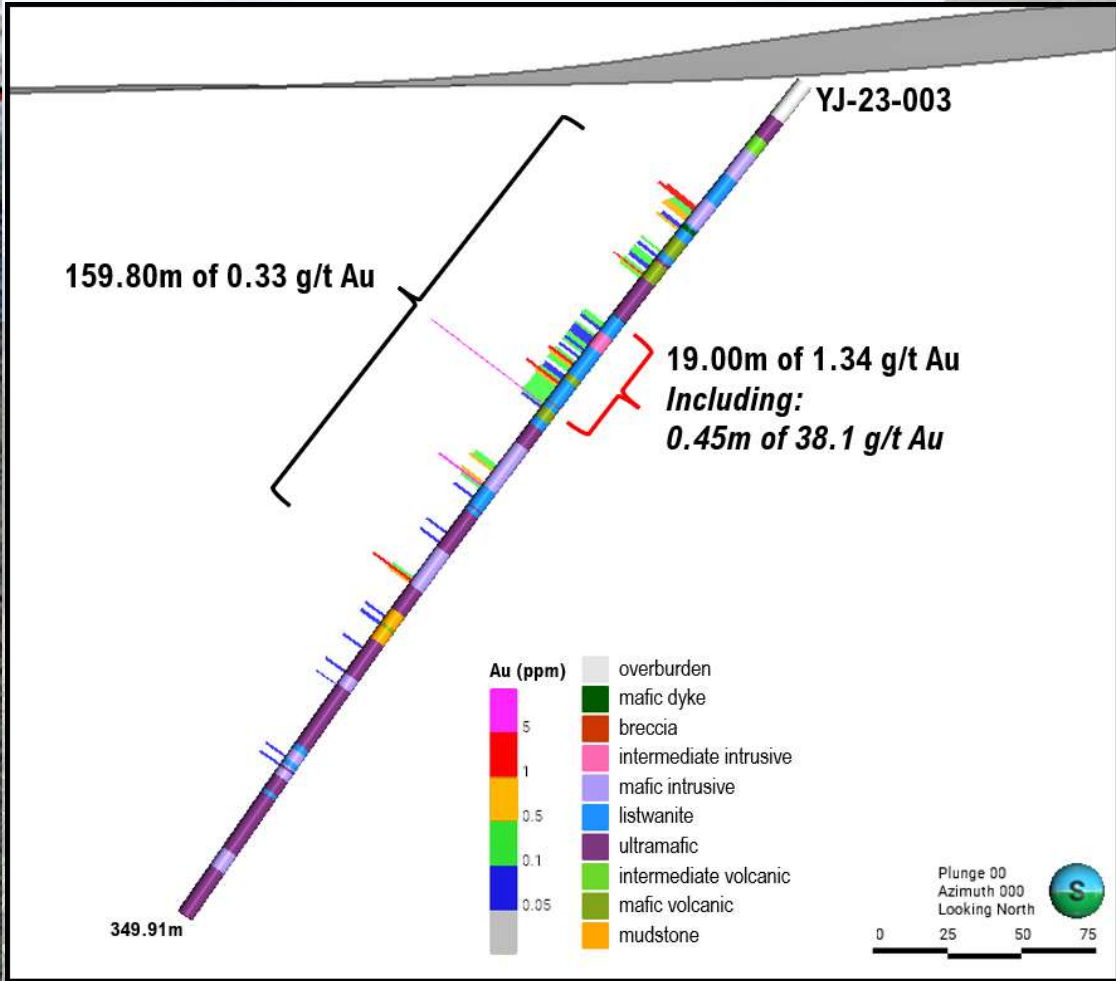 YJ-23-003
159.80m of 0.33 g/t Au
19.00m of 1.34 g/t Au
Including:
0.45m of 38.1 g/t Au
Au (ppm)
5
1
0.5
0.1
0.05
overburden
mafic dyke
breccia
intermediate intrusive
mafic intrusive
listwanite
ultramafic
intermediate volcanic
mafic volcanic
mudstone
Plunge 00
Azimuth 000
Looking North
S
0 25 50 75
349.91m